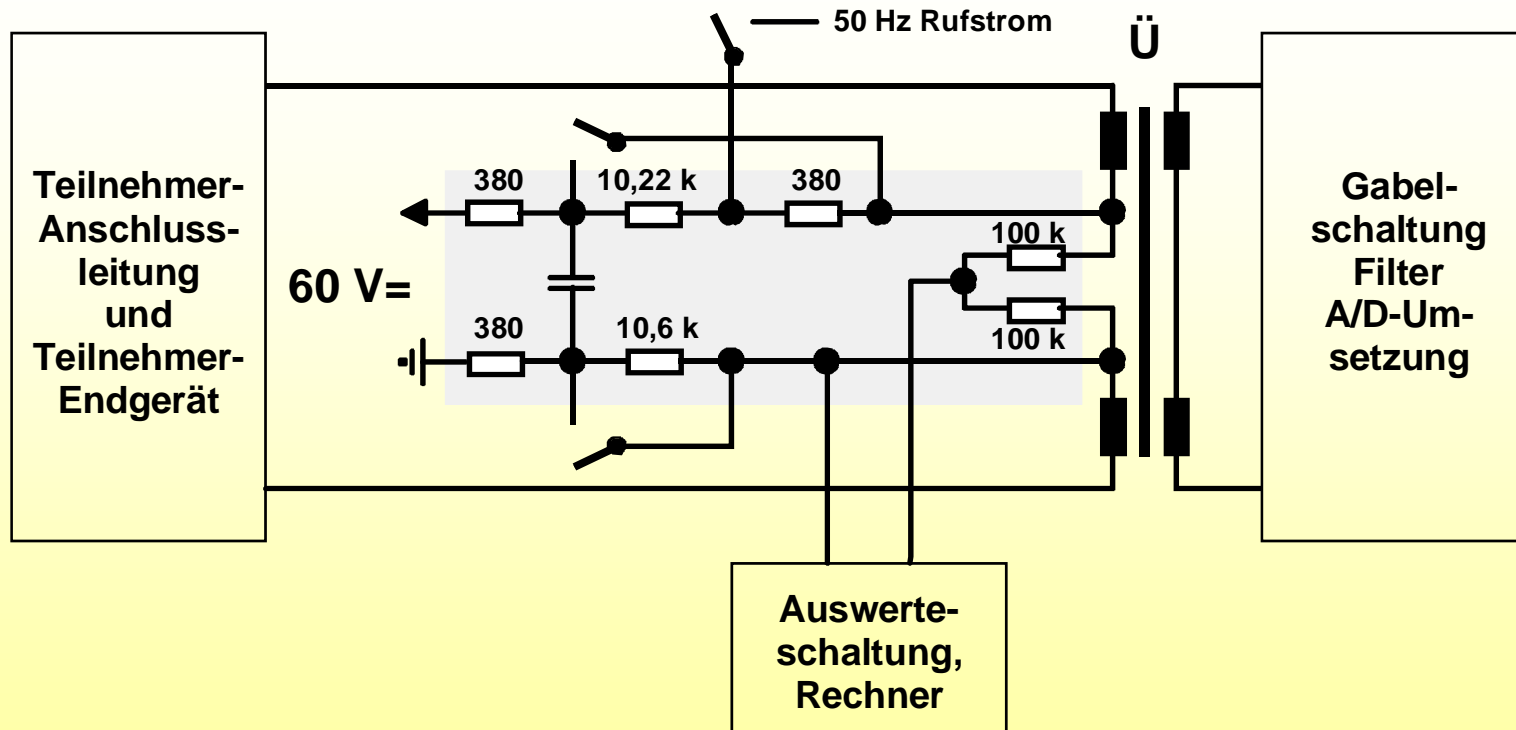 50 Hz Rufstrom
Ü
Teilnehmer-
Anschluss-
leitung
und
Teilnehmer-
Endgerät
380
10,22 k
380
100 k
60 V=
380
10,6 k
100 k
Gabel-
schaltung
Filter
A/D-Um-
setzung
Auswerte-
schaltung,
Rechner